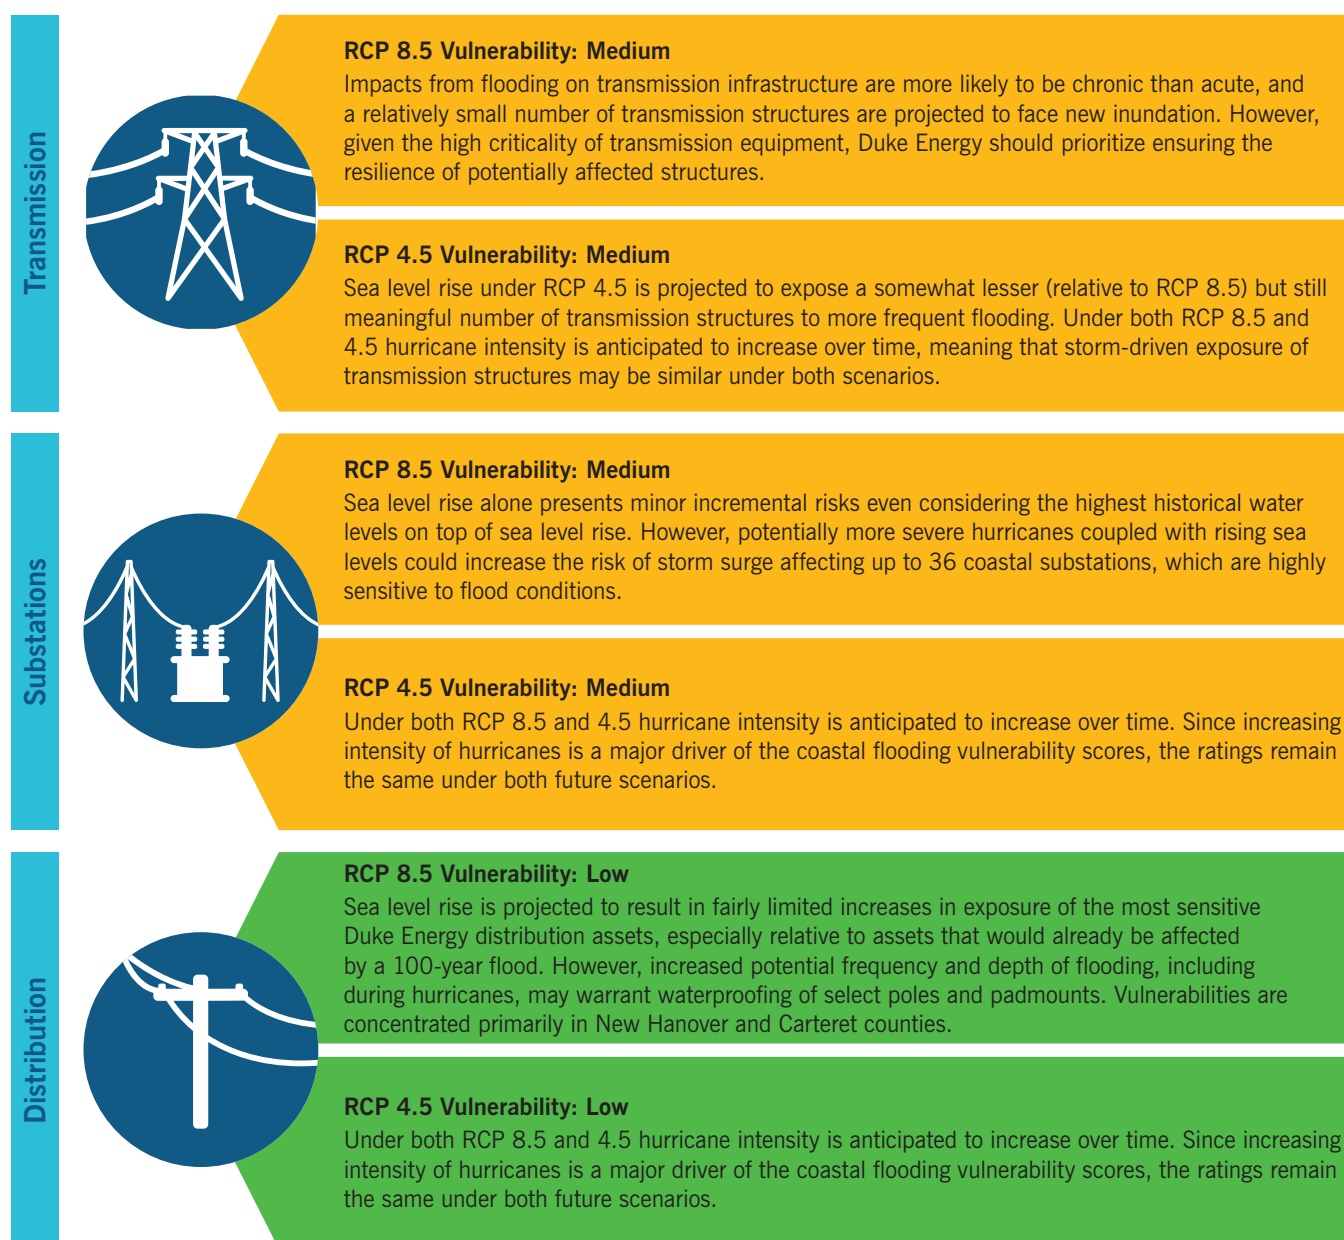 Transmission
RCP 8.5 Vulnerability: Medium
Impacts from flooding on transmission infrastructure are more likely to be chronic than acute, and
a relatively small number of transmission structures are projected to face new inundation. However,
given the high criticality of transmission equipment, Duke Energy should prioritize ensuring the
resilience of potentially affected structures.
RCP 4.5 Vulnerability: Medium
Sea level rise under RCP 4.5 is projected to expose a somewhat lesser (relative to RCP 8.5) but still
meaningful number of transmission structures to more frequent flooding. Under both RCP 8.5 and
4.5 hurricane intensity is anticipated to increase over time, meaning that storm-driven exposure of
transmission structures may be similar under both scenarios.
Substations
RCP 8.5 Vulnerability: Medium
Sea level rise alone presents minor incremental risks even considering the highest historical water
levels on top of sea level rise. However, potentially more severe hurricanes coupled with rising sea
levels could increase the risk of storm surge affecting up to 36 coastal substations, which are highly
sensitive to flood conditions.
RCP 4.5 Vulnerability: Medium
Under both RCP 8.5 and 4.5 hurricane intensity is anticipated to increase over time. Since increasing
intensity of hurricanes is a major driver of the coastal flooding vulnerability scores, the ratings remain
the same under both future scenarios.
Distribution
RCP 8.5 Vulnerability: Low
Sea level rise is projected to result in fairly limited increases in exposure of the most sensitive
Duke Energy distribution assets, especially relative to assets that would already be affected
by a 100-year flood. However, increased potential frequency and depth of flooding, including
during hurricanes, may warrant waterproofing of select poles and padmounts. Vulnerabilities are
concentrated primarily in New Hanover and Carteret counties.
RCP 4.5 Vulnerability: Low
Under both RCP 8.5 and 4.5 hurricane intensity is anticipated to increase over time. Since increasing
intensity of hurricanes is a major driver of the coastal flooding vulnerability scores, the ratings remain
the same under both future scenarios.